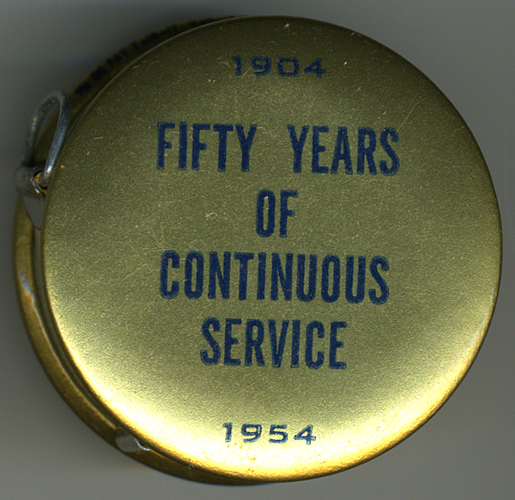 1904
FIFTY YEARS
OF
CONTINUOUS
SERVICE
1954